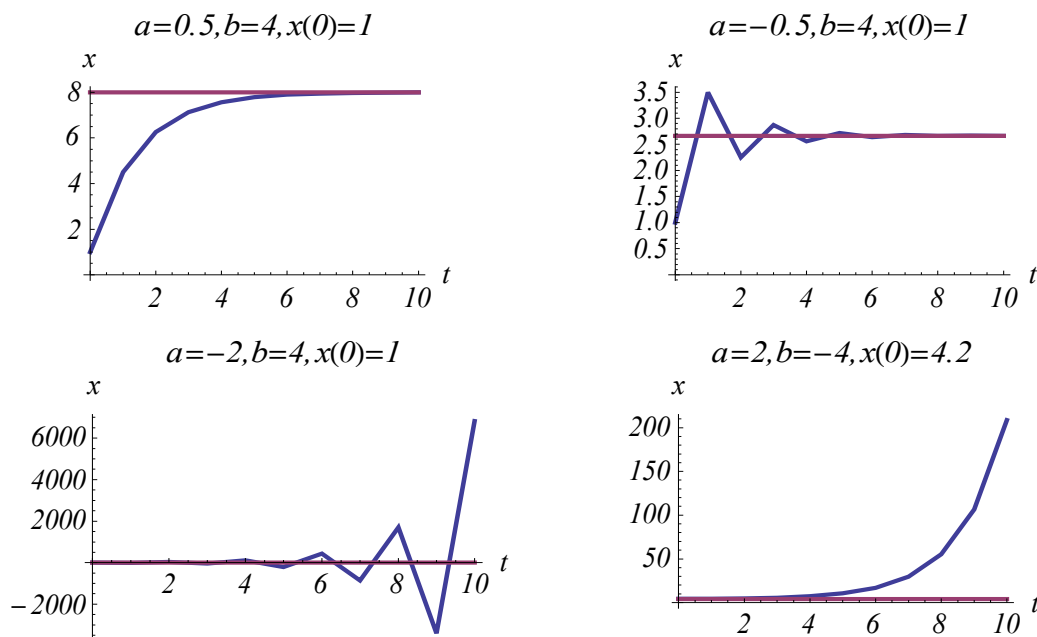 a=0.5,b=4,x(0)=1
x
8
6
4
2
2 4 6 8 10
t
a=−0.5,b=4,x(0)=1
x
3.5
3.0
2.5
2.0
1.5
1.0
0.5
2 4 6 8 10
t
a=−2,b=4,x(0)=1
x
6000
4000
2000
−2000
2 4 6 8 10
t
a=2,b=−4,x(0)=4.2
x
200
150
100
50
2 4 6 8 10
t